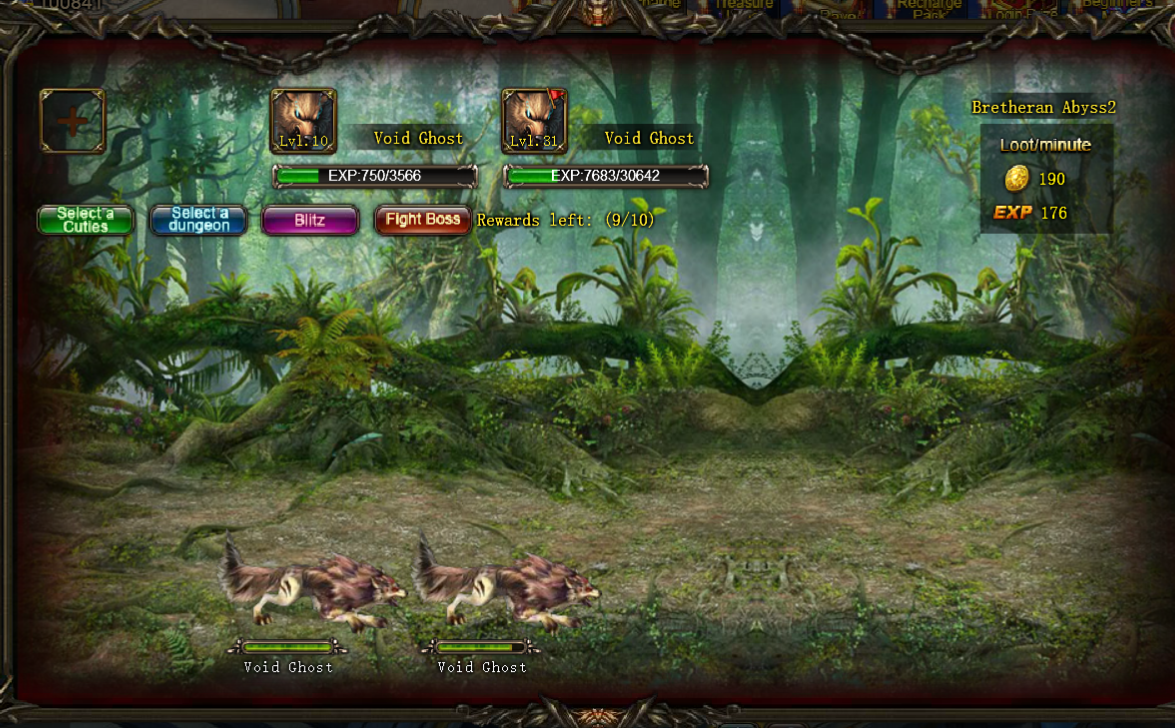 Treasure
Recharge
Beginner's
Pack
Lvl.10
Void Ghost
Lvl.81
Void Ghost
EXP:750/3566
EXP:7683/30642
Bretheran Abyss2
Loot/minute
190
EXP 176
Select a
Cuties
Select a
dungeon
Blitz
Fight Boss
Rewards left: (9/10)
Void Ghost
Void Ghost